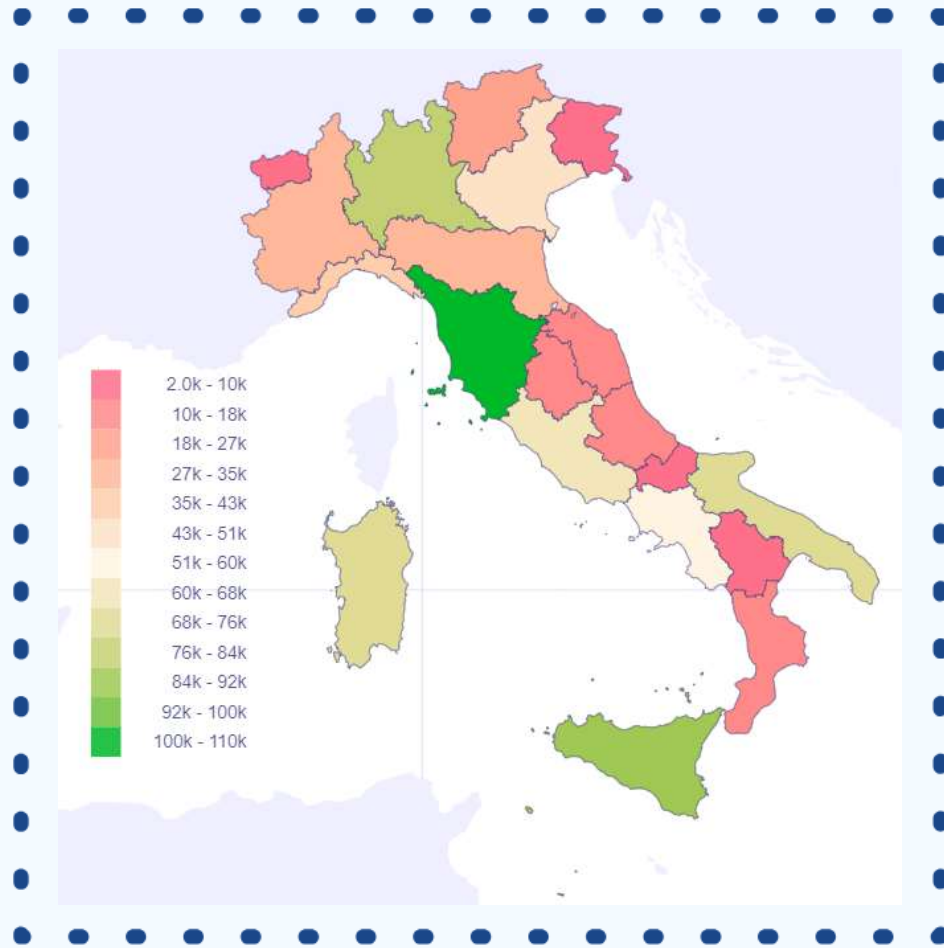 2.0k - 10k
10k - 18k
18k - 27k
27k - 35k
35k - 43k
43k - 51k
51k - 60k
60k - 68k
68k - 76k
76k - 84k
84k - 92k
92k - 100k
100k - 110k